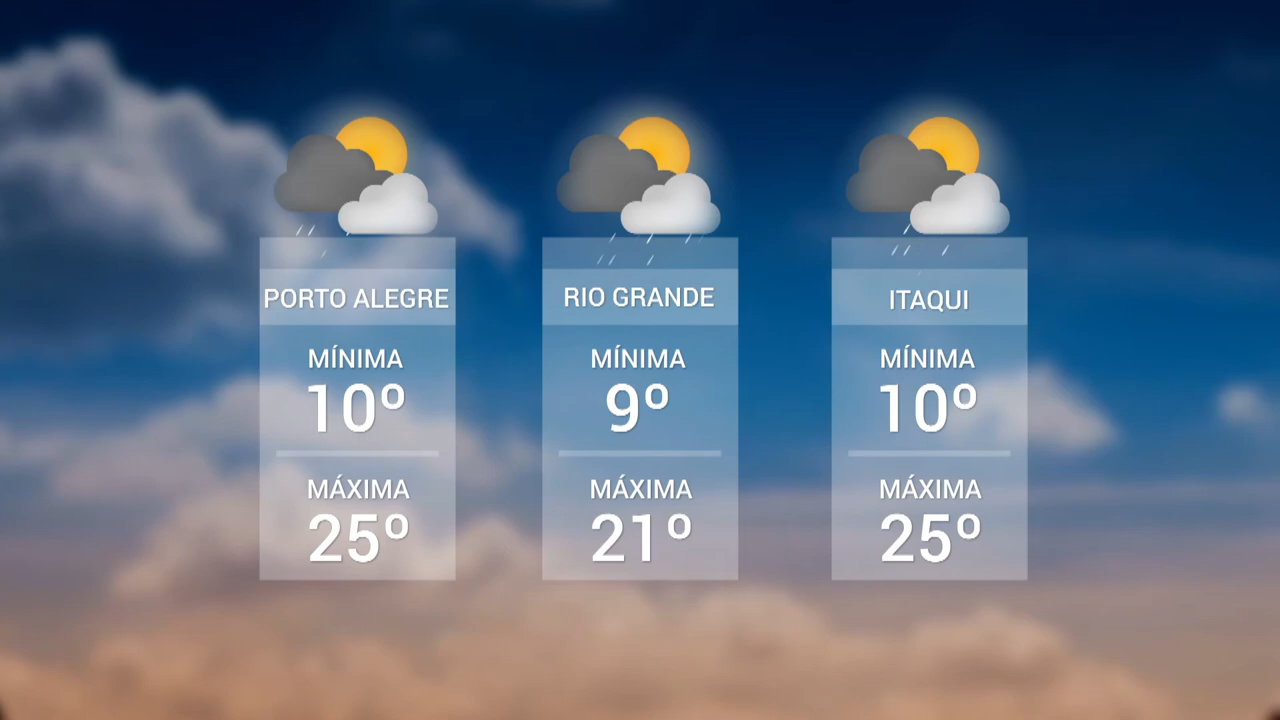 PORTO ALEGRE
MÍNIMA
10º
MÁXIMA
25º
RIO GRANDE
MÍNIMA
9º
MÁXIMA
21º
ITAQUI
MÍNIMA
10º
MÁXIMA
25º